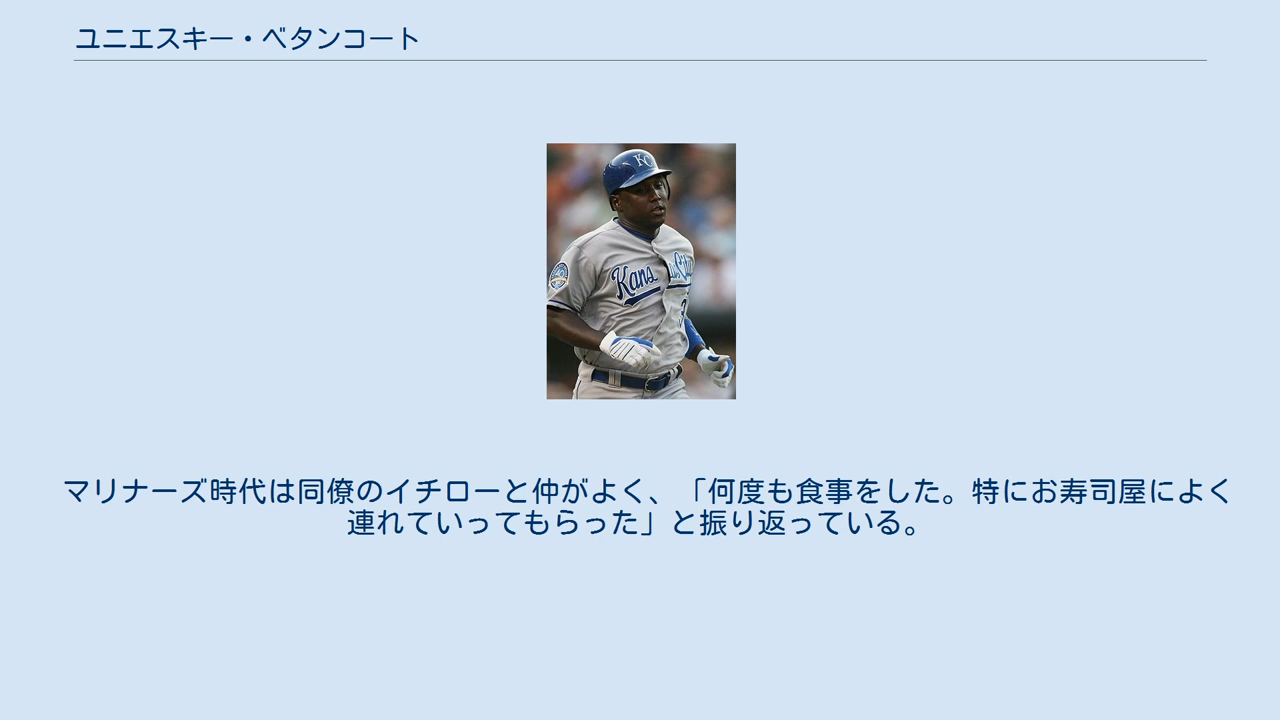 ユニエスキー・ベタンコート
KC
Kans
City
3
マリナーズ時代は同僚のイチローと仲がよく、「何度も食事をした。特にお寿司屋によく
連れていってもらった」と振り返っている。